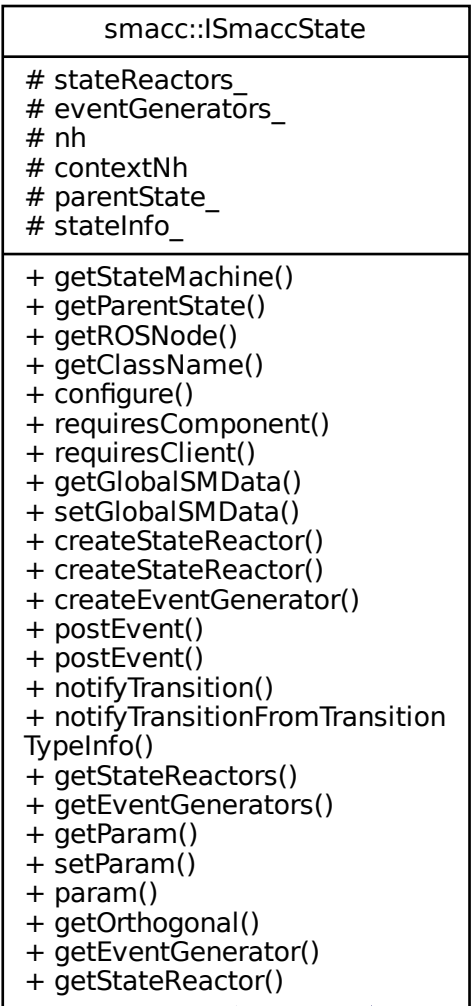 smacc::ISmaccState
# stateReactors_
# eventGenerators_
# nh
# contextNh
# parentState_
# stateInfo_
+ getStateMachine()
+ getParentState()
+ getROSNode()
+ getClassName()
+ configure()
+ requiresComponent()
+ requiresClient()
+ getGlobalSMData()
+ setGlobalSMData()
+ createStateReactor()
+ createStateReactor()
+ createEventGenerator()
+ postEvent()
+ postEvent()
+ notifyTransition()
+ notifyTransitionFromTransition
TypeInfo()
+ getStateReactors()
+ getEventGenerators()
+ getParam()
+ setParam()
+ param()
+ getOrthogonal()
+ getEventGenerator()
+ getStateReactor()